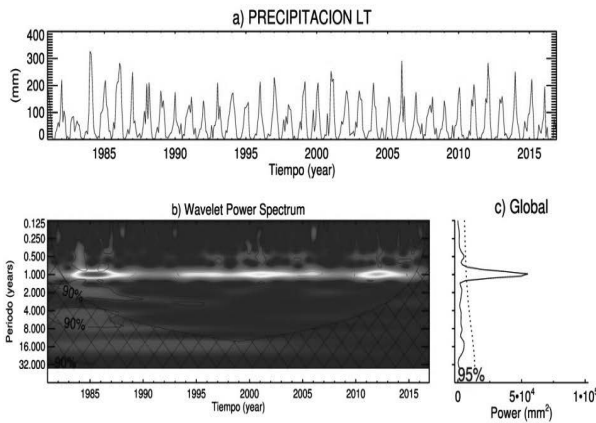 a) PRECIPITACION LT
400
300
200
100
0
(mm)
1985 1990 1995 2000 2005 2010 2015
Tiempo (year)
b) Wavelet Power Spectrum
0.125
0.250
0.500
1.000
2.000
4.000
8.000
16.000
32.000
Periodo (years)
90%
90%
90%
1985 1990 1995 2000 2005 2010 2015
Tiempo (year)
c) Global
95%
0 5•10⁴ 1•10⁵
Power (mm²)